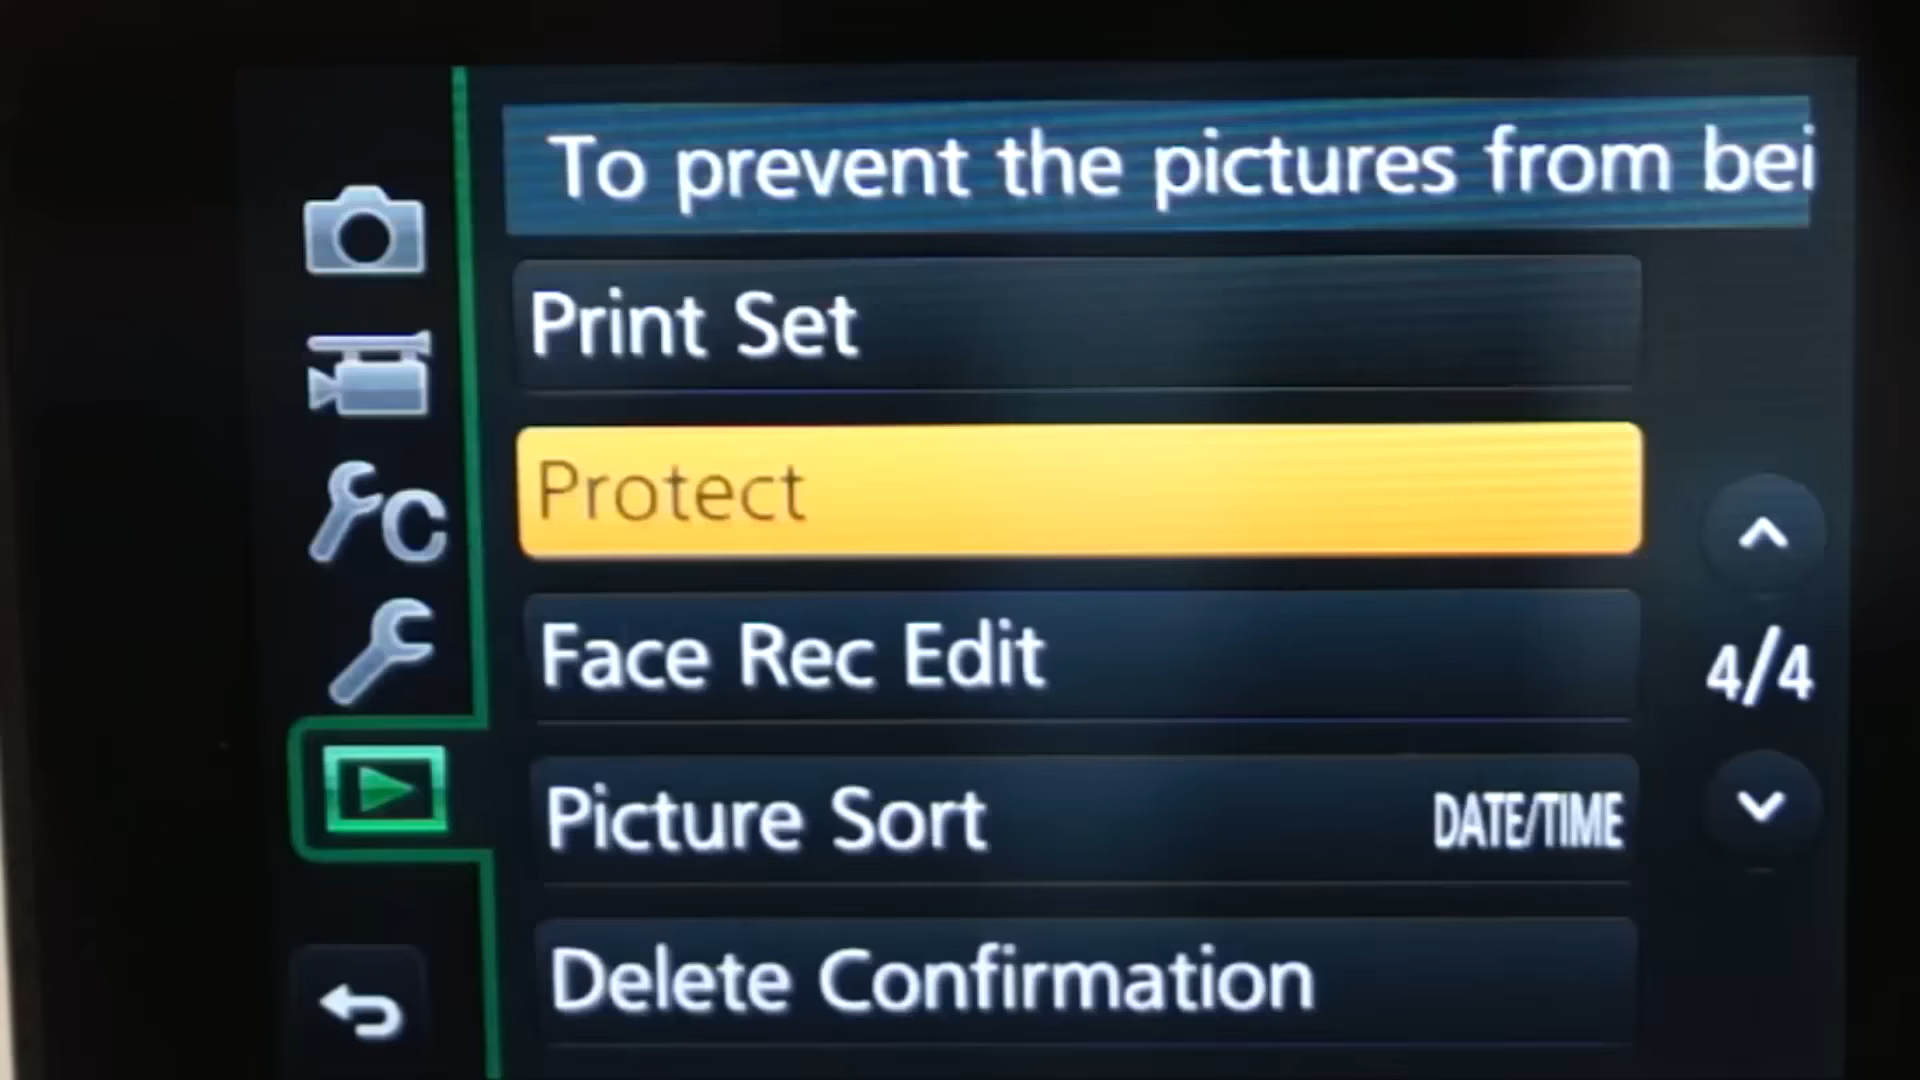 To prevent the pictures from bei
Print Set
Protect
C
Face Rec Edit
4/4
Picture Sort DATE/TIME
Delete Confirmation